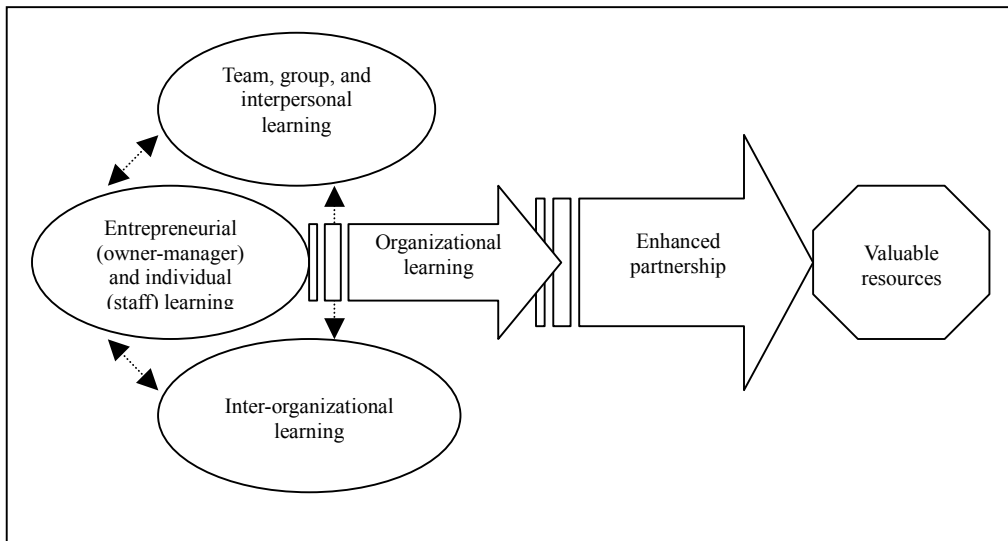 Team, group, and
interpersonal
learning
Entrepreneurial
(owner-manager)
and individual
(staff) learning
Organizational
learning
Enhanced
partnership
Valuable
resources
Inter-organizational
learning